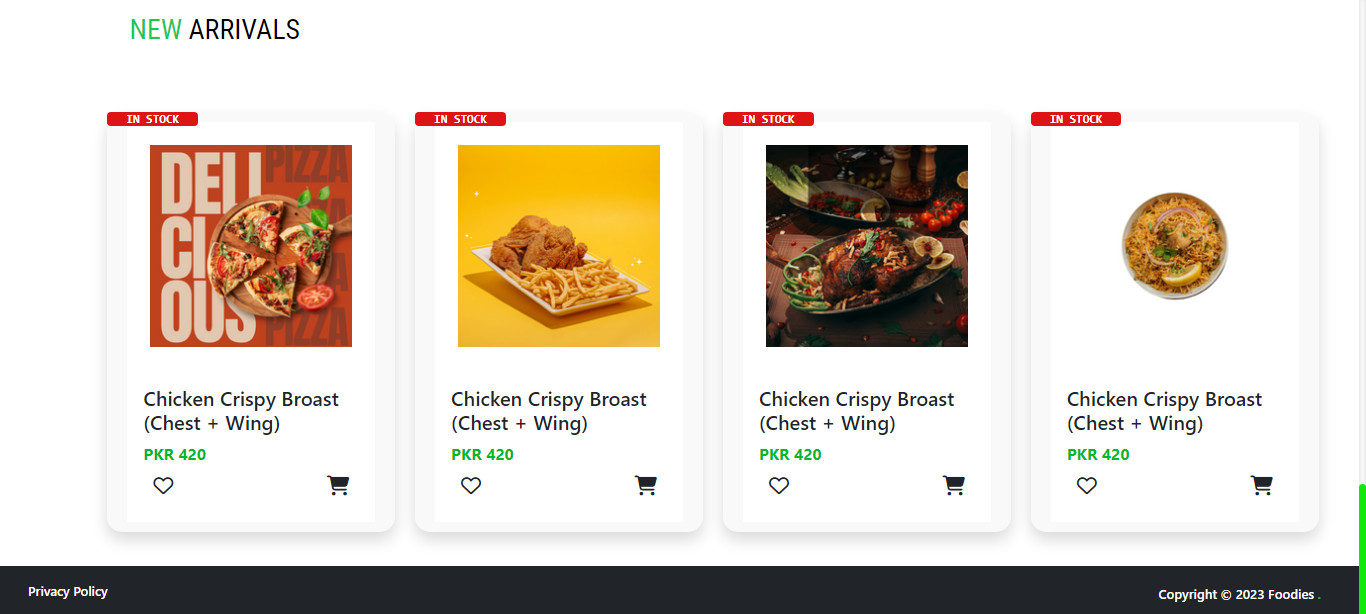 NEW ARRIVALS
IN STOCK
IN STOCK
IN STOCK
IN STOCK
DELI
CI
OUS
PIZZA
PIZZA
Chicken Crispy Broast
(Chest + Wing)
PKR 420
Chicken Crispy Broast
(Chest + Wing)
PKR 420
Chicken Crispy Broast
(Chest + Wing)
PKR 420
Chicken Crispy Broast
(Chest + Wing)
PKR 420
Privacy Policy
Copyright © 2023 Foodies .